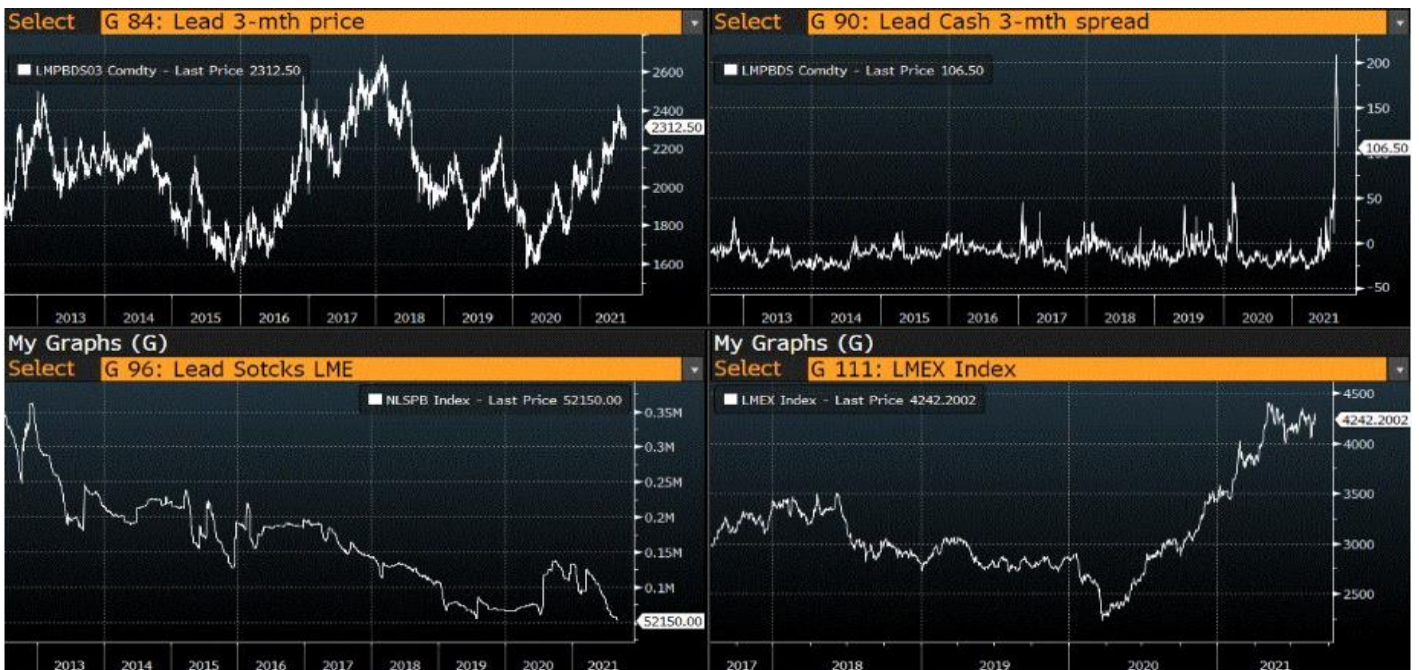 Select G 84: Lead 3-mth price
LMPBDS03 Comdty - Last Price 2312.50
2600
2400
2312.50
2200
2000
1800
1600
2013 2014 2015 2016 2017 2018 2019 2020 2021
Select G 90: Lead Cash 3-mth spread
LMPBDS Comdty - Last Price 106.50
200
150
106.50
50
0
-50
2013 2014 2015 2016 2017 2018 2019 2020 2021
My Graphs (G)
Select G 96: Lead Sotcks LME
NLSPB Index - Last Price 52150.00
0.35M
0.3M
0.25M
0.2M
0.15M
0.1M
52150.00
2013 2014 2015 2016 2017 2018 2019 2020 2021
My Graphs (G)
Select G 111: LMEX Index
LMEX Index - Last Price 4242.2002
4500
4242.2002
4000
3500
3000
2500
2017 2018 2019 2020 2021